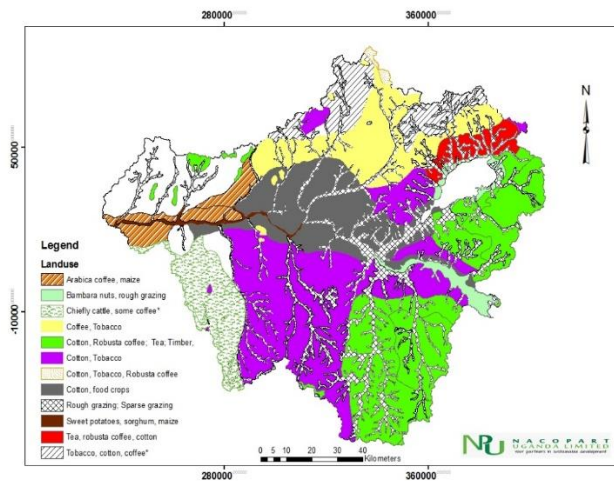 280000 360000
N
50000 50000
-10000 -10000
Legend
Landuse
Arabica coffee, maize
Bambara nuts, rough grazing
Chiefly cattle, some coffee*
Coffee, Tobacco
Cotton, Robusta coffee; Tea; Timber,
Cotton, Tobacco
Cotton, Tobacco, Robusta coffee
Cotton, food crops
Rough grazing; Sparse grazing
Sweet potatoes, sorghum, maize
Tea, robusta coffee, cotton
Tobacco, cotton, coffee*
0 5 10 20 30 40
Kilometers
NPU NACOPART
UGANDA LIMITED
280000 360000